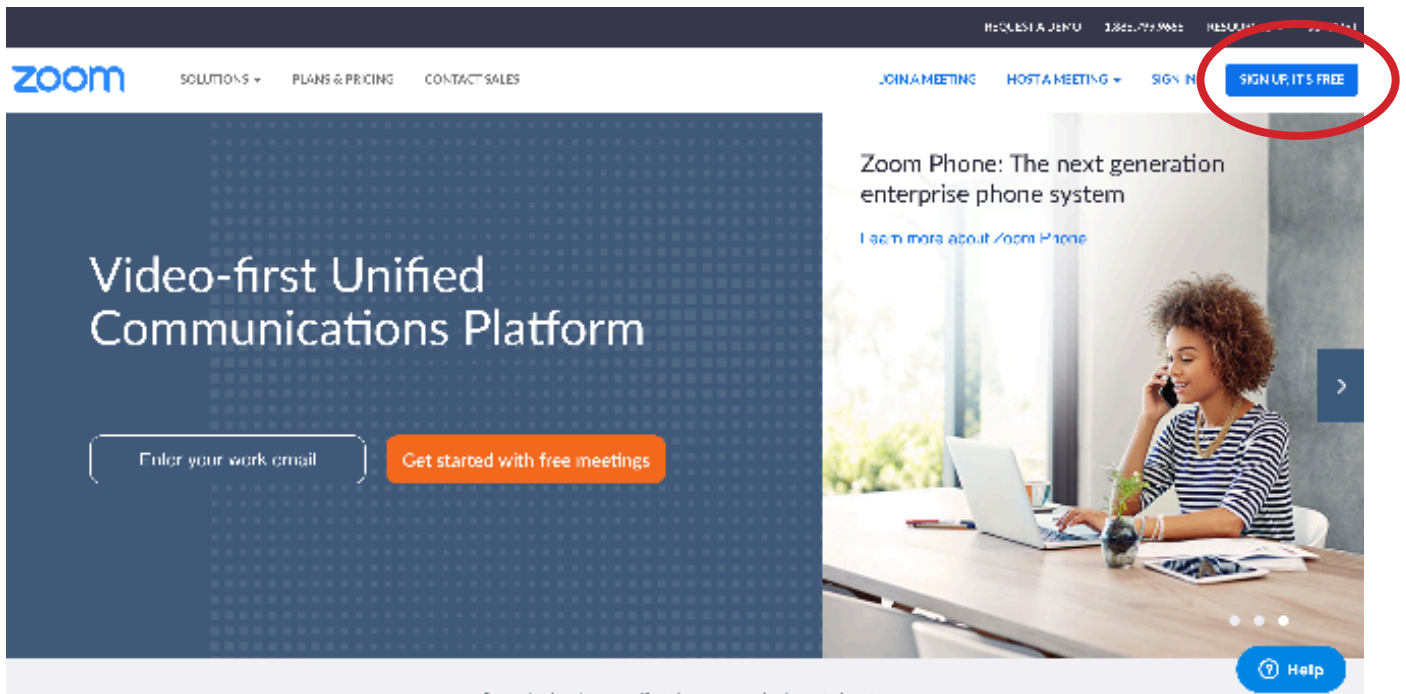 REQUEST A DEMO
zoom SOLUTIONS PLANS & PRICING CONTACT SALES JOIN A MEETING HOST A MEETING SIGN IN SIGN UP, IT'S FREE
Zoom Phone: The next generation
enterprise phone system
Learn more about Zoom Phone
Video-first Unified
Communications Platform
Enter your work email Get started with free meetings
Help